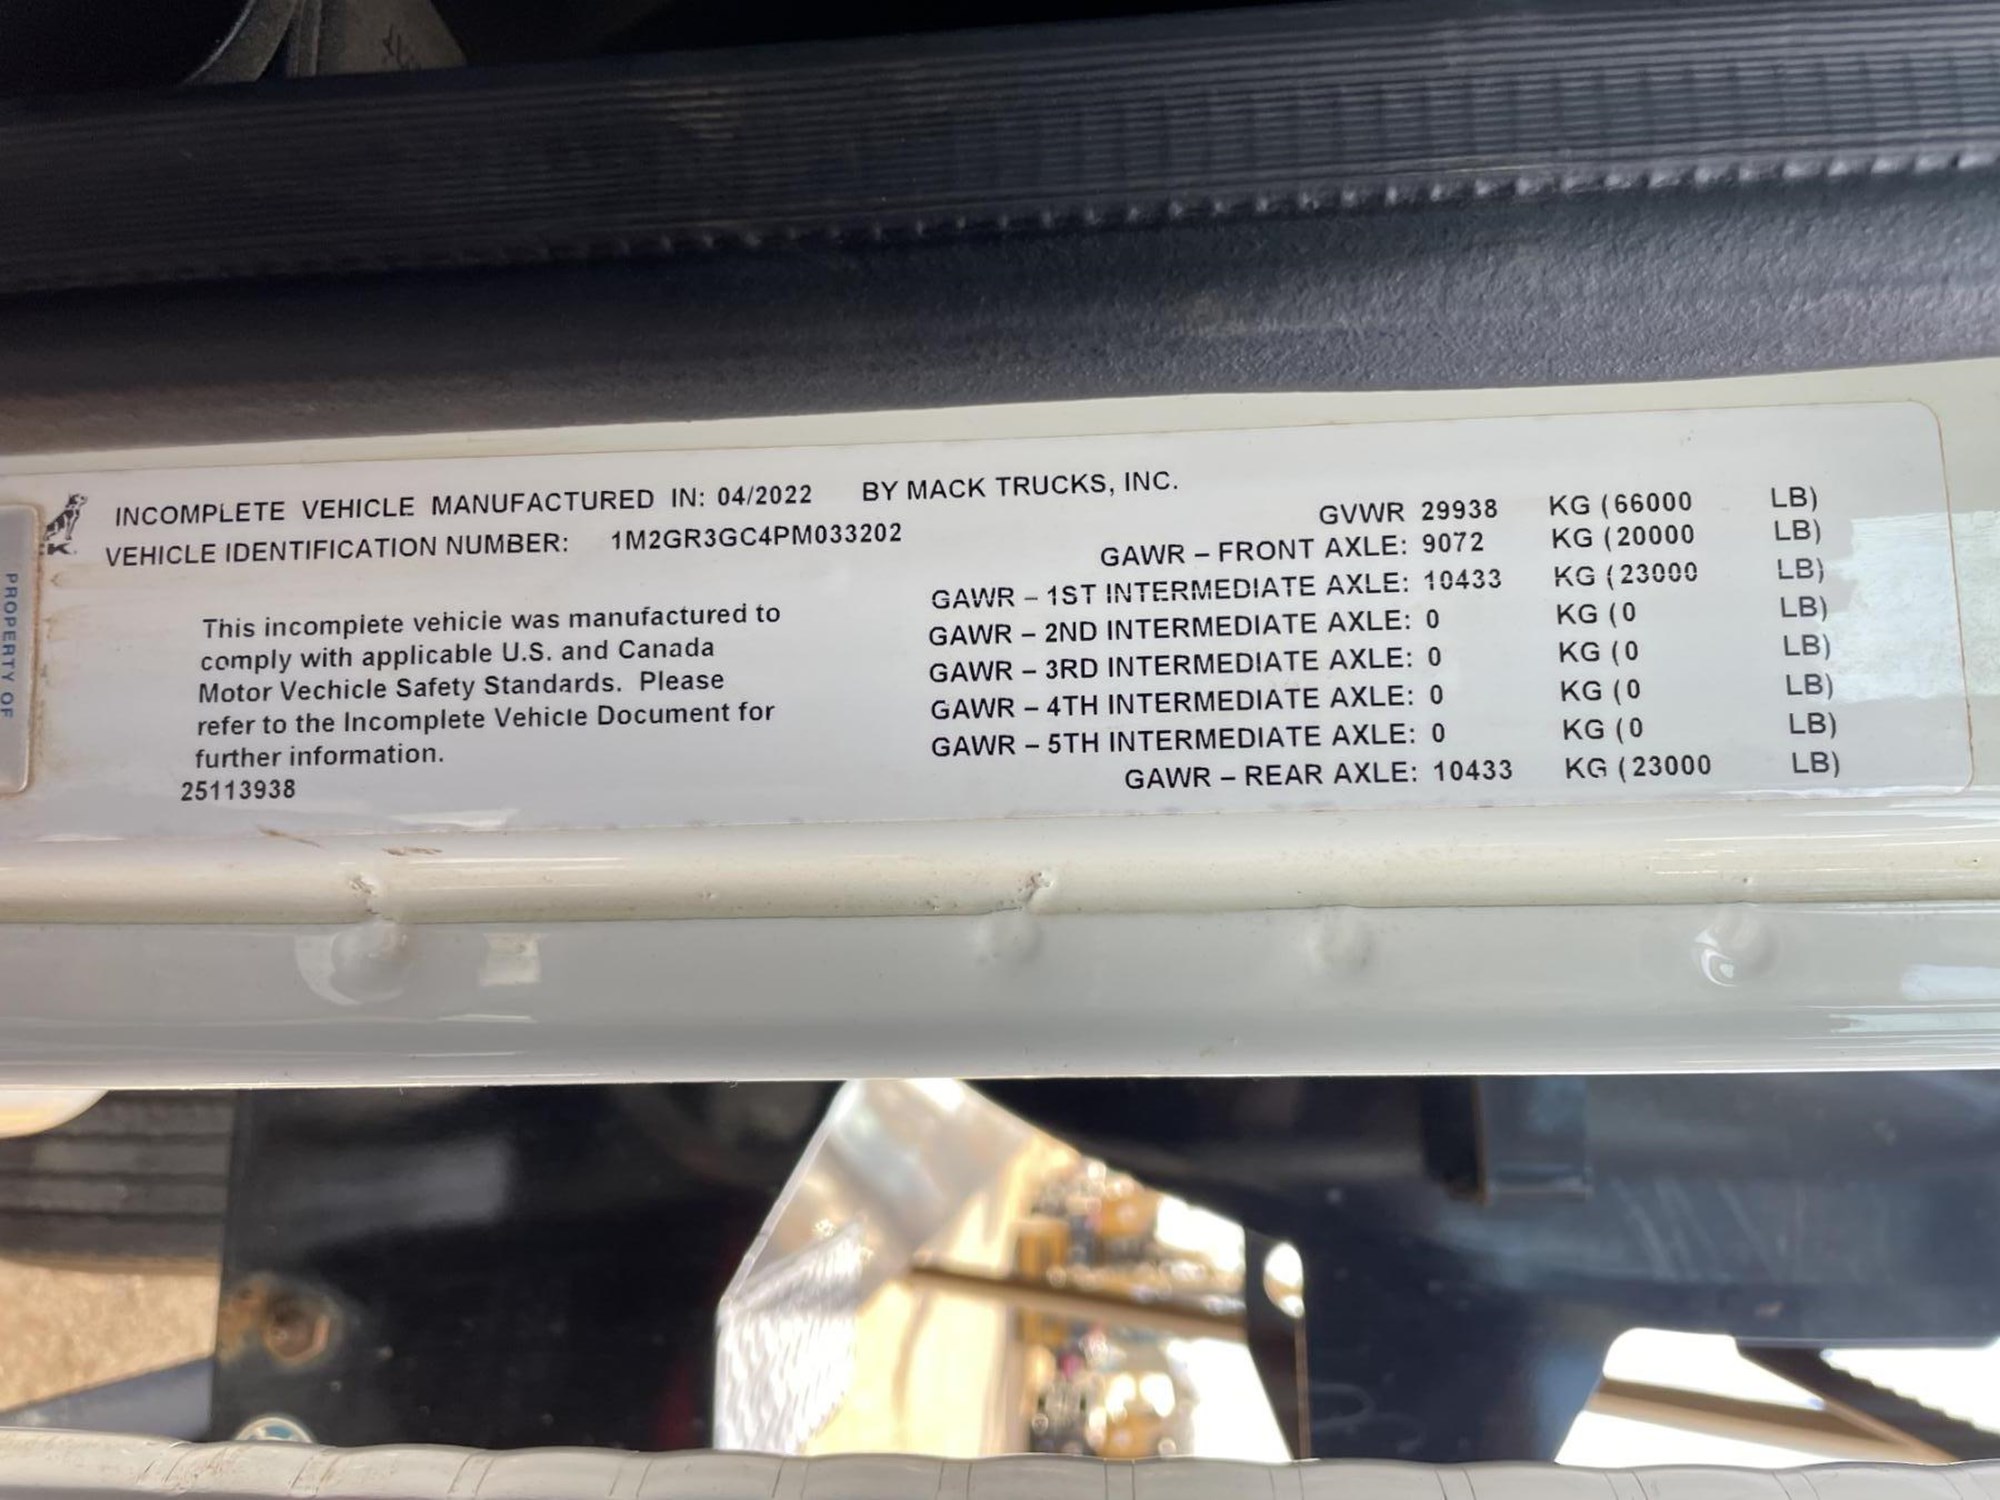 INCOMPLETE VEHICLE MANUFACTURED IN: 04/2022 BY MACK TRUCKS, INC.
VEHICLE IDENTIFICATION NUMBER: 1M2GR3GC4PM033202
This incomplete vehicle was manufactured to
comply with applicable U.S. and Canada
Motor Vechicle Safety Standards. Please
refer to the Incomplete Vehicle Document for
further information.
25113938
GVWR 29938 KG (66000 LB)
GAWR – FRONT AXLE: 9072 KG (20000 LB)
GAWR – 1ST INTERMEDIATE AXLE: 10433 KG (23000 LB)
GAWR – 2ND INTERMEDIATE AXLE: 0 KG (0 LB)
GAWR – 3RD INTERMEDIATE AXLE: 0 KG (0 LB)
GAWR – 4TH INTERMEDIATE AXLE: 0 KG (0 LB)
GAWR – 5TH INTERMEDIATE AXLE: 0 KG (0 LB)
GAWR – REAR AXLE: 10433 KG (23000 LB)
PROPERTY OF